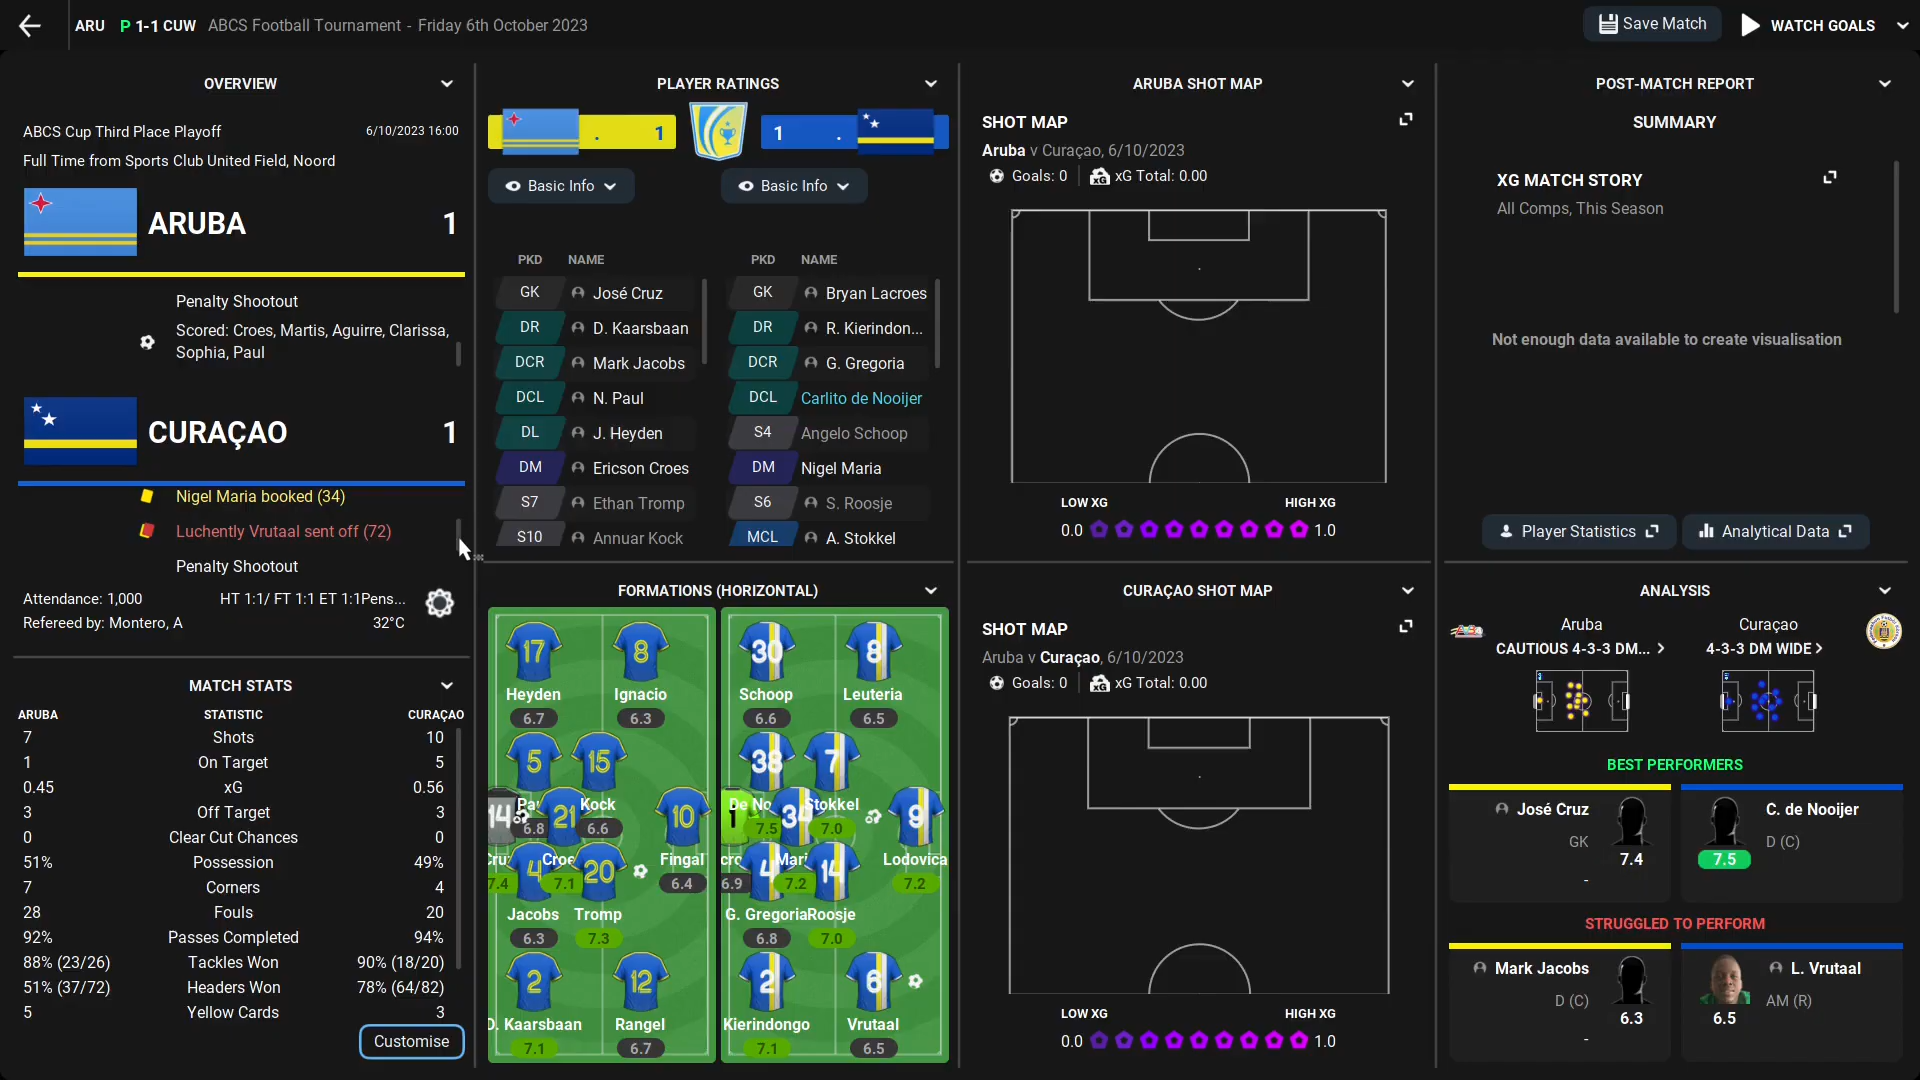 ARU P 1-1 CUW ABCS Football Tournament - Friday 6th October 2023
Save Match
WATCH GOALS
OVERVIEW
ABCS Cup Third Place Playoff 6/10/2023 16:00
Full Time from Sports Club United Field, Noord
ARUBA 1
Penalty Shootout
Scored: Croes, Martis, Aguirre, Clarissa,
Sophia, Paul
CURAÇAO 1
Nigel Maria booked (34)
Luchently Vrutaal sent off (72)
Penalty Shootout
Attendance: 1,000 HT 1:1/ FT 1:1 ET 1:1Pens...
Refereed by: Montero, A 32°C
MATCH STATS
ARUBA STATISTIC CURAÇAO
7 Shots 10
1 On Target 5
0.45 xG 0.56
3 Off Target 3
0 Clear Cut Chances 0
51% Possession 49%
7 Corners 4
28 Fouls 20
92% Passes Completed 94%
88% (23/26) Tackles Won 90% (18/20)
51% (37/72) Headers Won 78% (64/82)
5 Yellow Cards 3
Customise
PLAYER RATINGS
. 1 1 .
Basic Info Basic Info
PKD NAME PKD NAME
GK José Cruz GK Bryan Lacroes
DR D. Kaarsbaan DR R. Kierindon...
DCR Mark Jacobs DCR G. Gregoria
DCL N. Paul DCL Carlito de Nooijer
DL J. Heyden S4 Angelo Schoop
DM Ericson Croes DM Nigel Maria
S7 Ethan Tromp S6 S. Roosje
S10 Annuar Kock MCL A. Stokkel
FORMATIONS (HORIZONTAL)
17 8 30 8
Heyden Ignacio Schoop Leuteria
6.7 6.3 6.6 6.5
5 15 38 7
Kock De No Stokkel
6.8 6.6 7.5 7.0
14 21 10 1 9
Cruz Croe Fingal Mari Lodovica
7.4 7.1 6.4 6.9 7.2 7.2
4 20 4 14
Jacobs Tromp G. Gregoria Roosje
6.3 7.3 6.8 7.0
2 12 2 6
D. Kaarsbaan Rangel Kierindongo Vrutaal
7.1 6.7 7.1 6.5
ARUBA SHOT MAP
SHOT MAP
Aruba v Curaçao, 6/10/2023
Goals: 0 xG xG Total: 0.00
LOW XG HIGH XG
0.0 1.0
CURAÇAO SHOT MAP
SHOT MAP
Aruba v Curaçao, 6/10/2023
Goals: 0 xG xG Total: 0.00
LOW XG HIGH XG
0.0 1.0
POST-MATCH REPORT
SUMMARY
XG MATCH STORY
All Comps, This Season
Not enough data available to create visualisation
Player Statistics Analytical Data
ANALYSIS
Aruba Curaçao
CAUTIOUS 4-3-3 DM... 4-3-3 DM WIDE
BEST PERFORMERS
José Cruz C. de Nooijer
GK D (C)
7.4 7.5
-
STRUGGLED TO PERFORM
Mark Jacobs L. Vrutaal
D (C) AM (R)
6.3 6.5
-